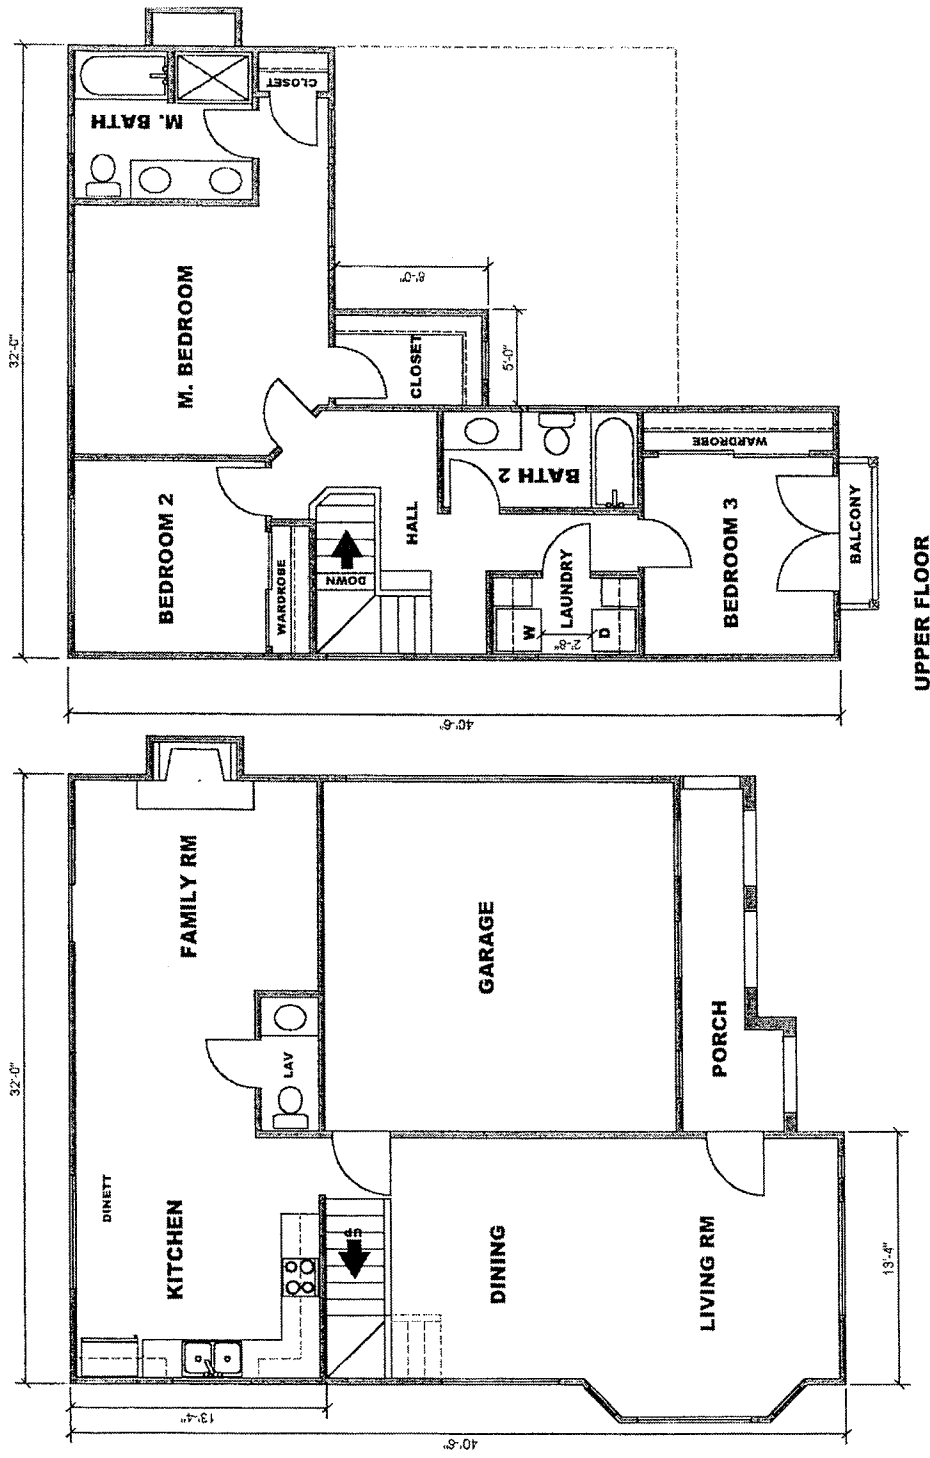 M. BATH
CLOSET
32'-0"
M. BEDROOM
8'-0"
CLOSET
5'-0"
BEDROOM 2
WARDROBE
DOWN
HALL
BATH 2
WARDROBE
W
LAUNDRY
2'-8"
D
BEDROOM 3
BALCONY
40'-6"
UPPER FLOOR
32'-0"
FAMILY RM
GARAGE
LAV
PORCH
DINETT
KITCHEN
UP
DINING
LIVING RM
13'-4"
13'-4"
40'-6"